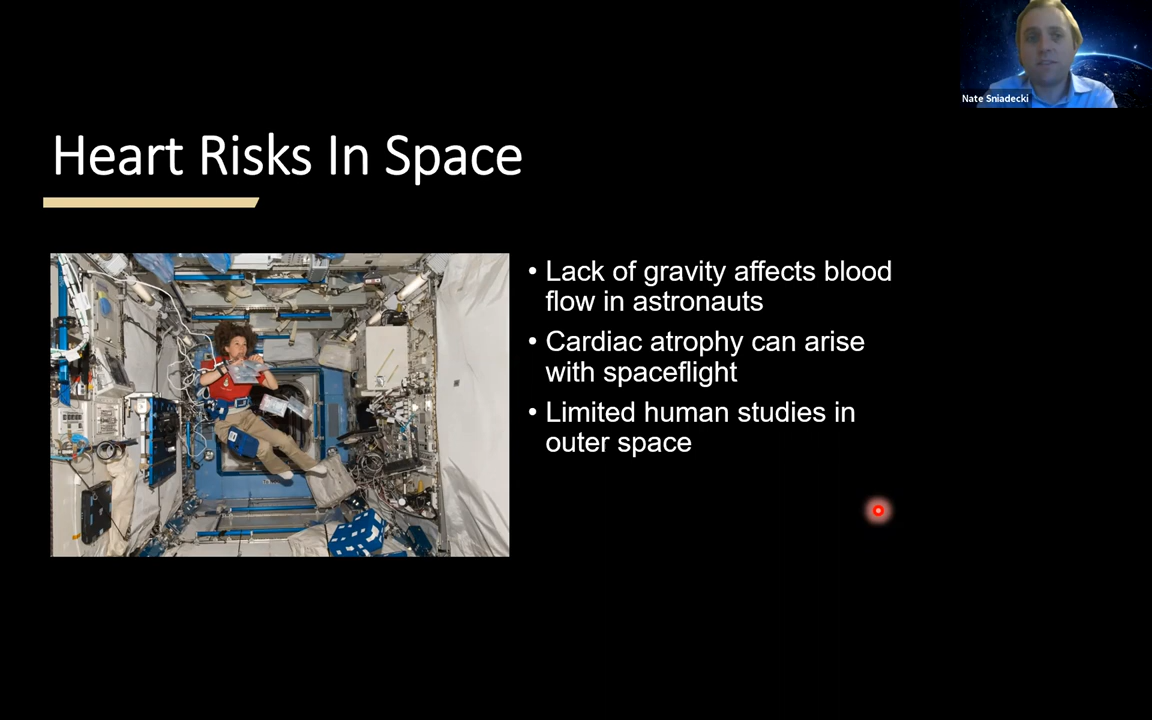 Nate Sniadecki
Heart Risks In Space
• Lack of gravity affects blood
flow in astronauts
• Cardiac atrophy can arise
with spaceflight
• Limited human studies in
outer space